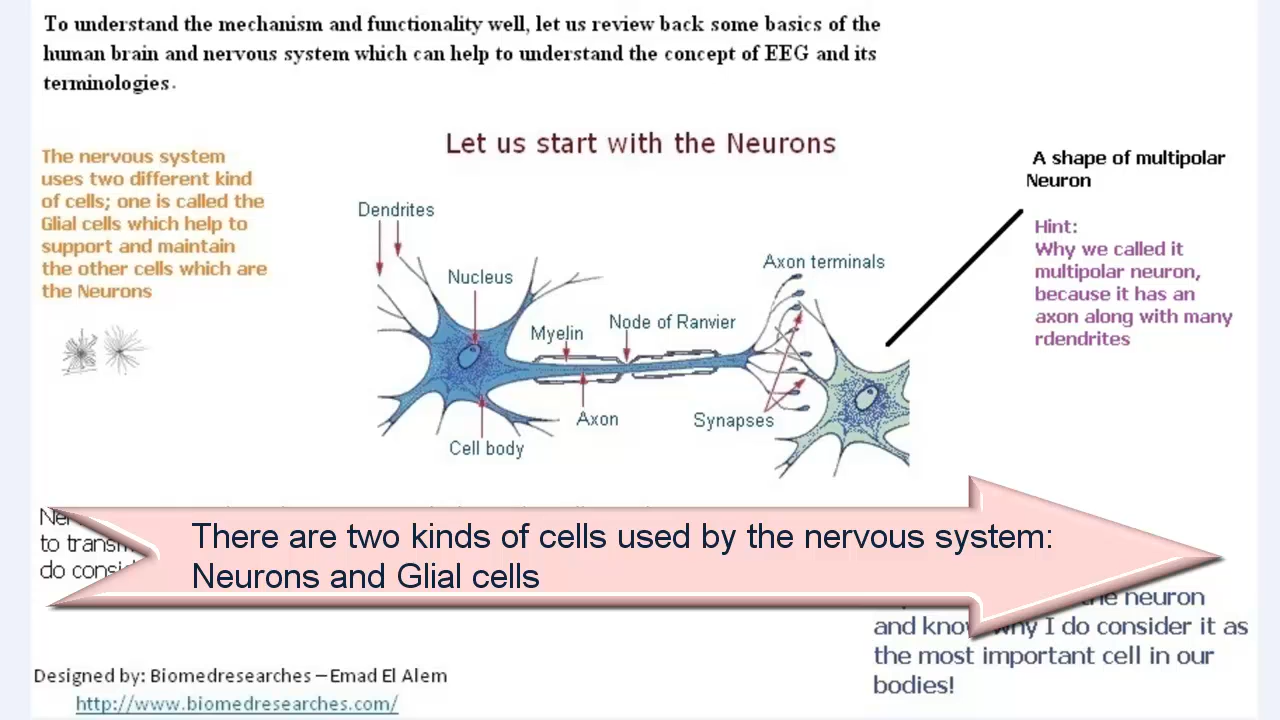 To understand the mechanism and functionality well, let us review back some basics of the
human brain and nervous system which can help to understand the concept of EEG and its
terminologies.
Let us start with the Neurons
The nervous system
uses two different kind
of cells; one is called the
Glial cells which help to
support and maintain
the other cells which are
the Neurons
Dendrites
Nucleus
Myelin
Node of Ranvier
Axon terminals
Axon
Synapses
Cell body
A shape of multipolar
Neuron
Hint:
Why we called it
multipolar neuron,
because it has an
axon along with many
rdendrites
to
do
There are two kinds of cells used by the nervous system:
Neurons and Glial cells
neuron
and know why I do consider it as
the most important cell in our
bodies!
Designed by: Biomedresearches – Emad El Alem
http://www.biomedresearches.com/